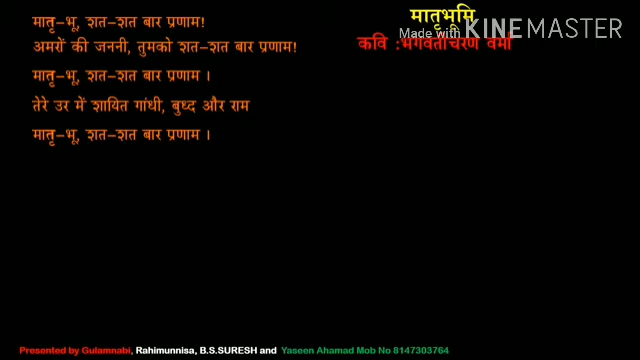 मातृ-भू, शत-शत बार प्रणाम!
अमरों की जननी, तुमको शत-शत बार प्रणाम!
मातृ-भू, शत-शत बार प्रणाम ।
तेरे उर में शायित गांधी, बुध्द और राम
मातृ-भू, शत-शत बार प्रणाम ।
मातृभूमि
Made with KINEMASTER
कवि :भगवतीचरण वर्मा
Presented by Gulamnabi, Rahimunnisa, B.S.SURESH and Yaseen Ahamad Mob No 8147303764